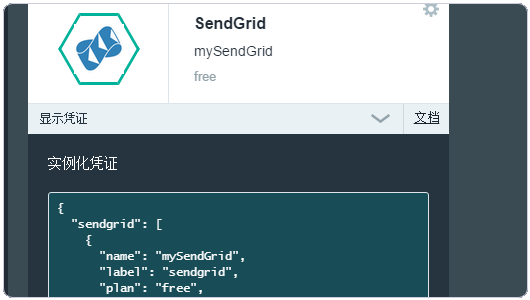 SendGrid
mySendGrid
free
显示凭证 文档
实例化凭证
{
"sendgrid": [
{
"name": "mySendGrid",
"label": "sendgrid",
"plan": "free",